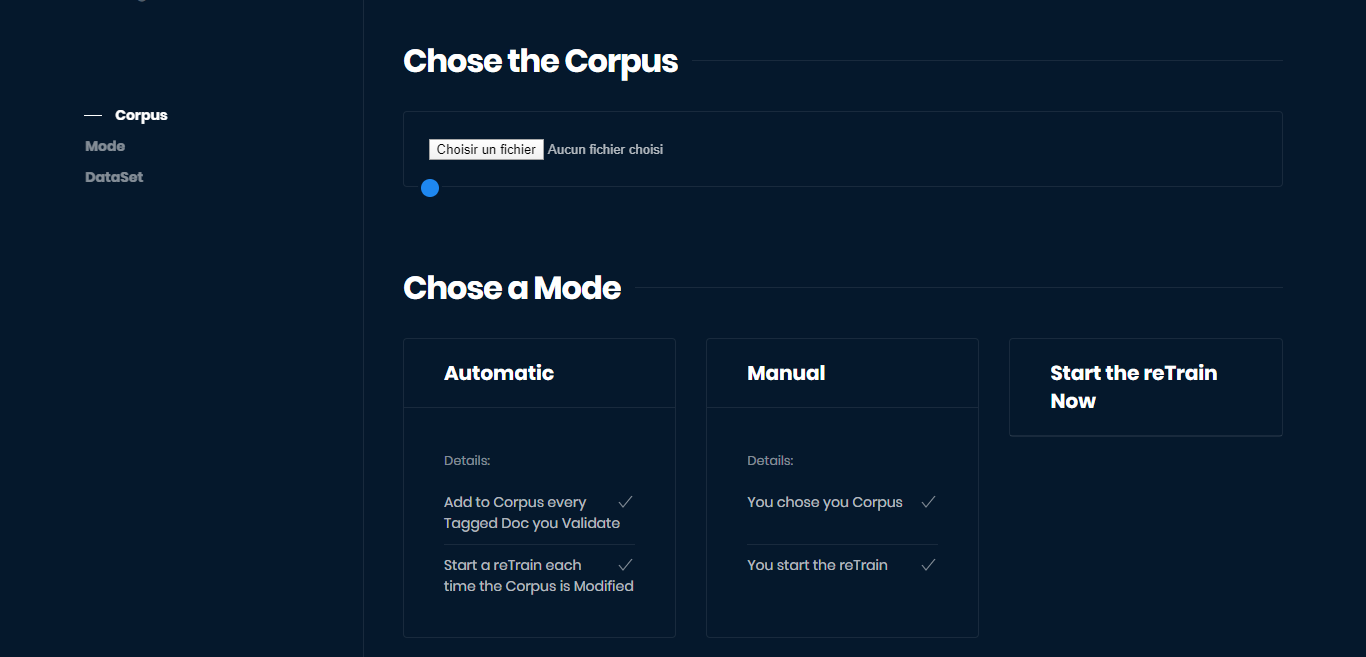 Chose the Corpus
Corpus
Mode
DataSet
Choisir un fichier Aucun fichier choisi
Chose a Mode
Automatic
Details:
Add to Corpus every
Tagged Doc you Validate
Start a reTrain each
time the Corpus is Modified
Manual
Details:
You chose you Corpus
You start the reTrain
Start the reTrain
Now